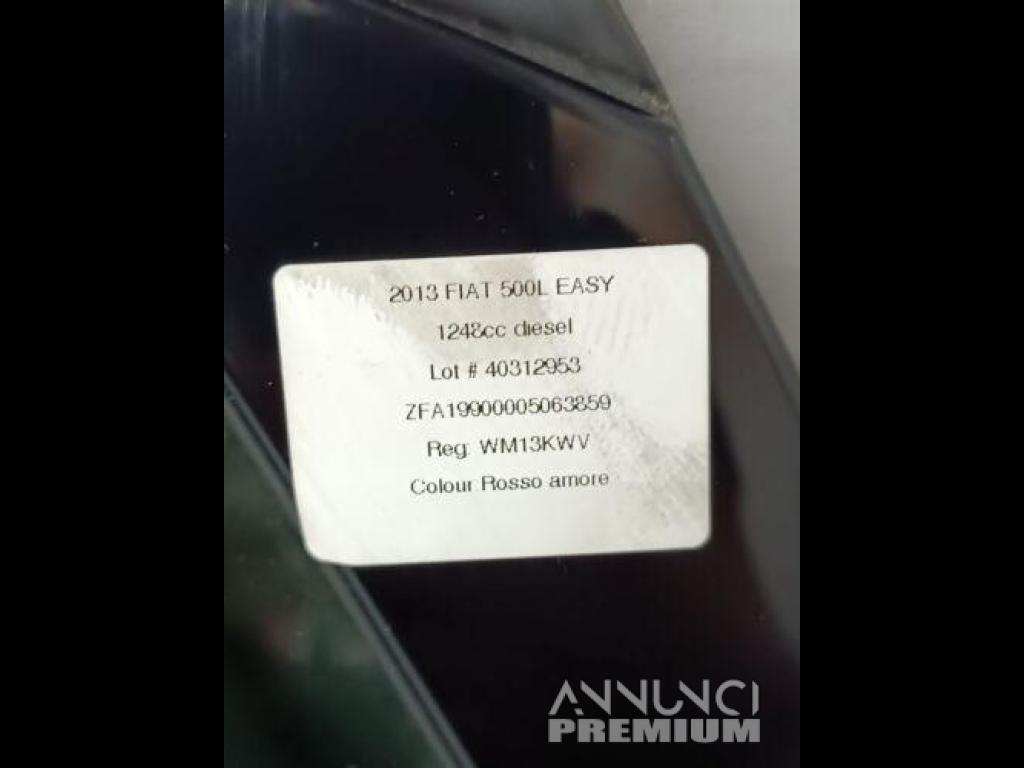 2013 FIAT 500L EASY
1248cc diesel
Lot # 40312953
ZFA19900005063859
Reg: WM13KWV
Colour: Rosso amore
ANNUNCI
PREMIUM